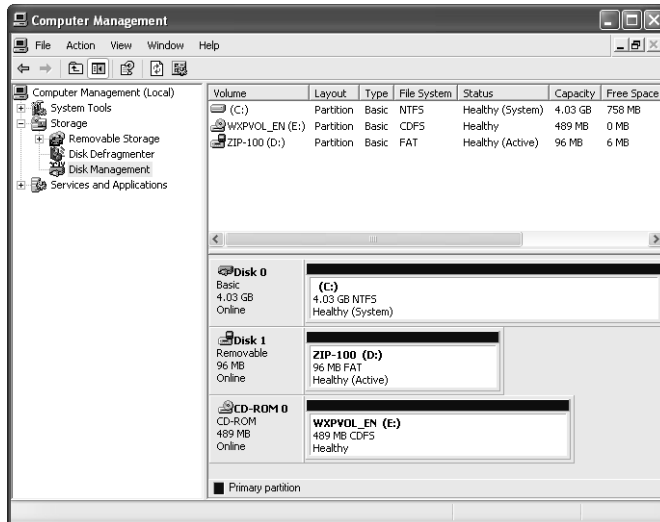 Computer Management
File Action View Window Help
Computer Management (Local)
System Tools
Storage
Removable Storage
Disk Defragmenter
Disk Management
Services and Applications
Volume Layout Type File System Status Capacity Free Space
(C:) Partition Basic NTFS Healthy (System) 4.03 GB 758 MB
WXPVOL_EN (E:) Partition Basic CDFS Healthy 489 MB 0 MB
ZIP-100 (D:) Partition Basic FAT Healthy (Active) 96 MB 6 MB
Disk 0
Basic
4.03 GB
Online
(C:)
4.03 GB NTFS
Healthy (System)
Disk 1
Removable
96 MB
Online
ZIP-100 (D:)
96 MB FAT
Healthy (Active)
CD-ROM 0
CD-ROM
489 MB
Online
WXPVOL_EN (E:)
489 MB CDFS
Healthy
Primary partition